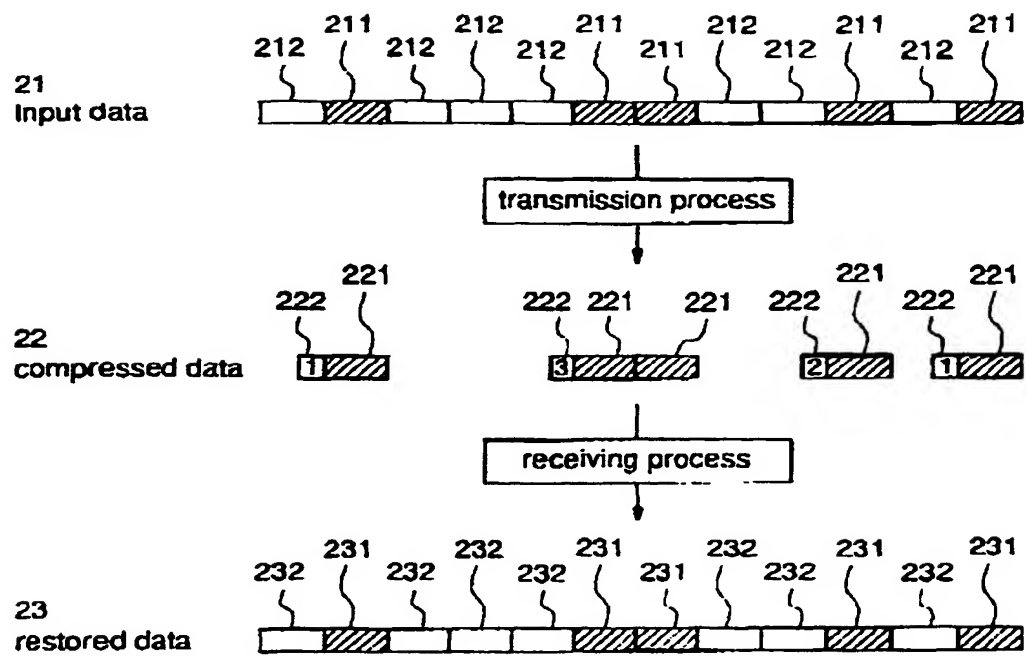 212 211 212 212 212 211 211 212 212 211 212 211
21
Input data
transmission process
222 221 222 221 221 222 221 222 221
22
compressed data
1 3 2 1
receiving process
232 231 232 232 232 231 231 232 232 231 232 231
23
restored data